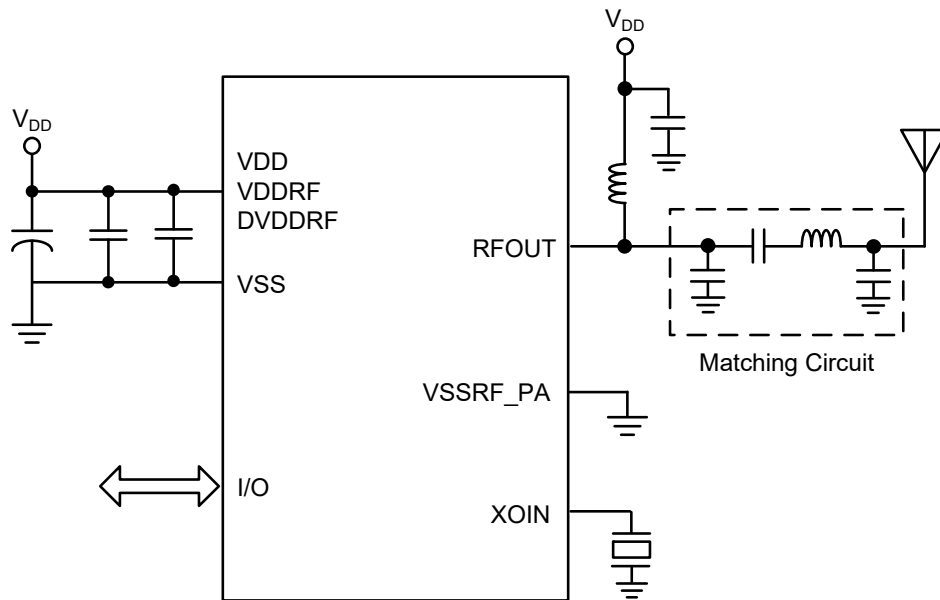 V_DD
V_DD
VDD
VDDRF
DVDDRF
RFOUT
VSS
Matching Circuit
VSSRF_PA
I/O
XOIN